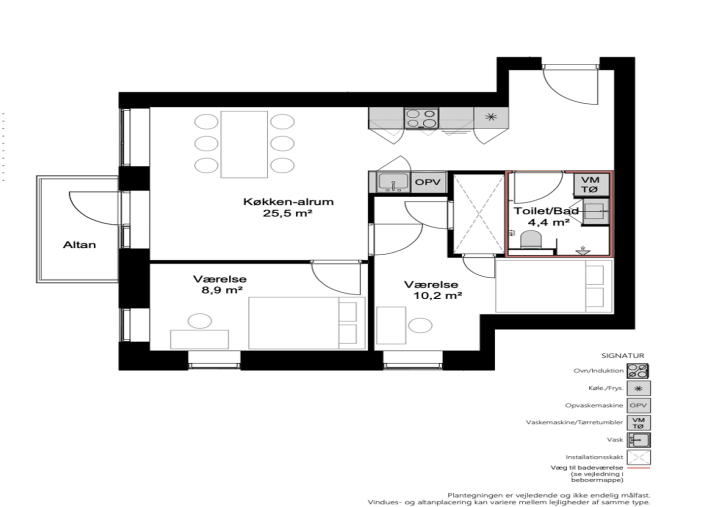 VM
TØ
OPV
Køkken-alrum
25,5 m²
Toilet/Bad
4,4 m²
Altan
Værelse
8,9 m²
Værelse
10,2 m²
SIGNATUR
Ovn/Induktion
Køle./Frys.
Opvaskemaskine OPV
Vaskemaskine/Tørretumbler VM TØ
Vask
Installationsskakt
Væg til badeværelse
(se vejledning i
beboermappe)
Plantegningen er vejledende og ikke endelig målfast.
Vindues- og altanplacering kan variere mellem lejligheder af samme type.